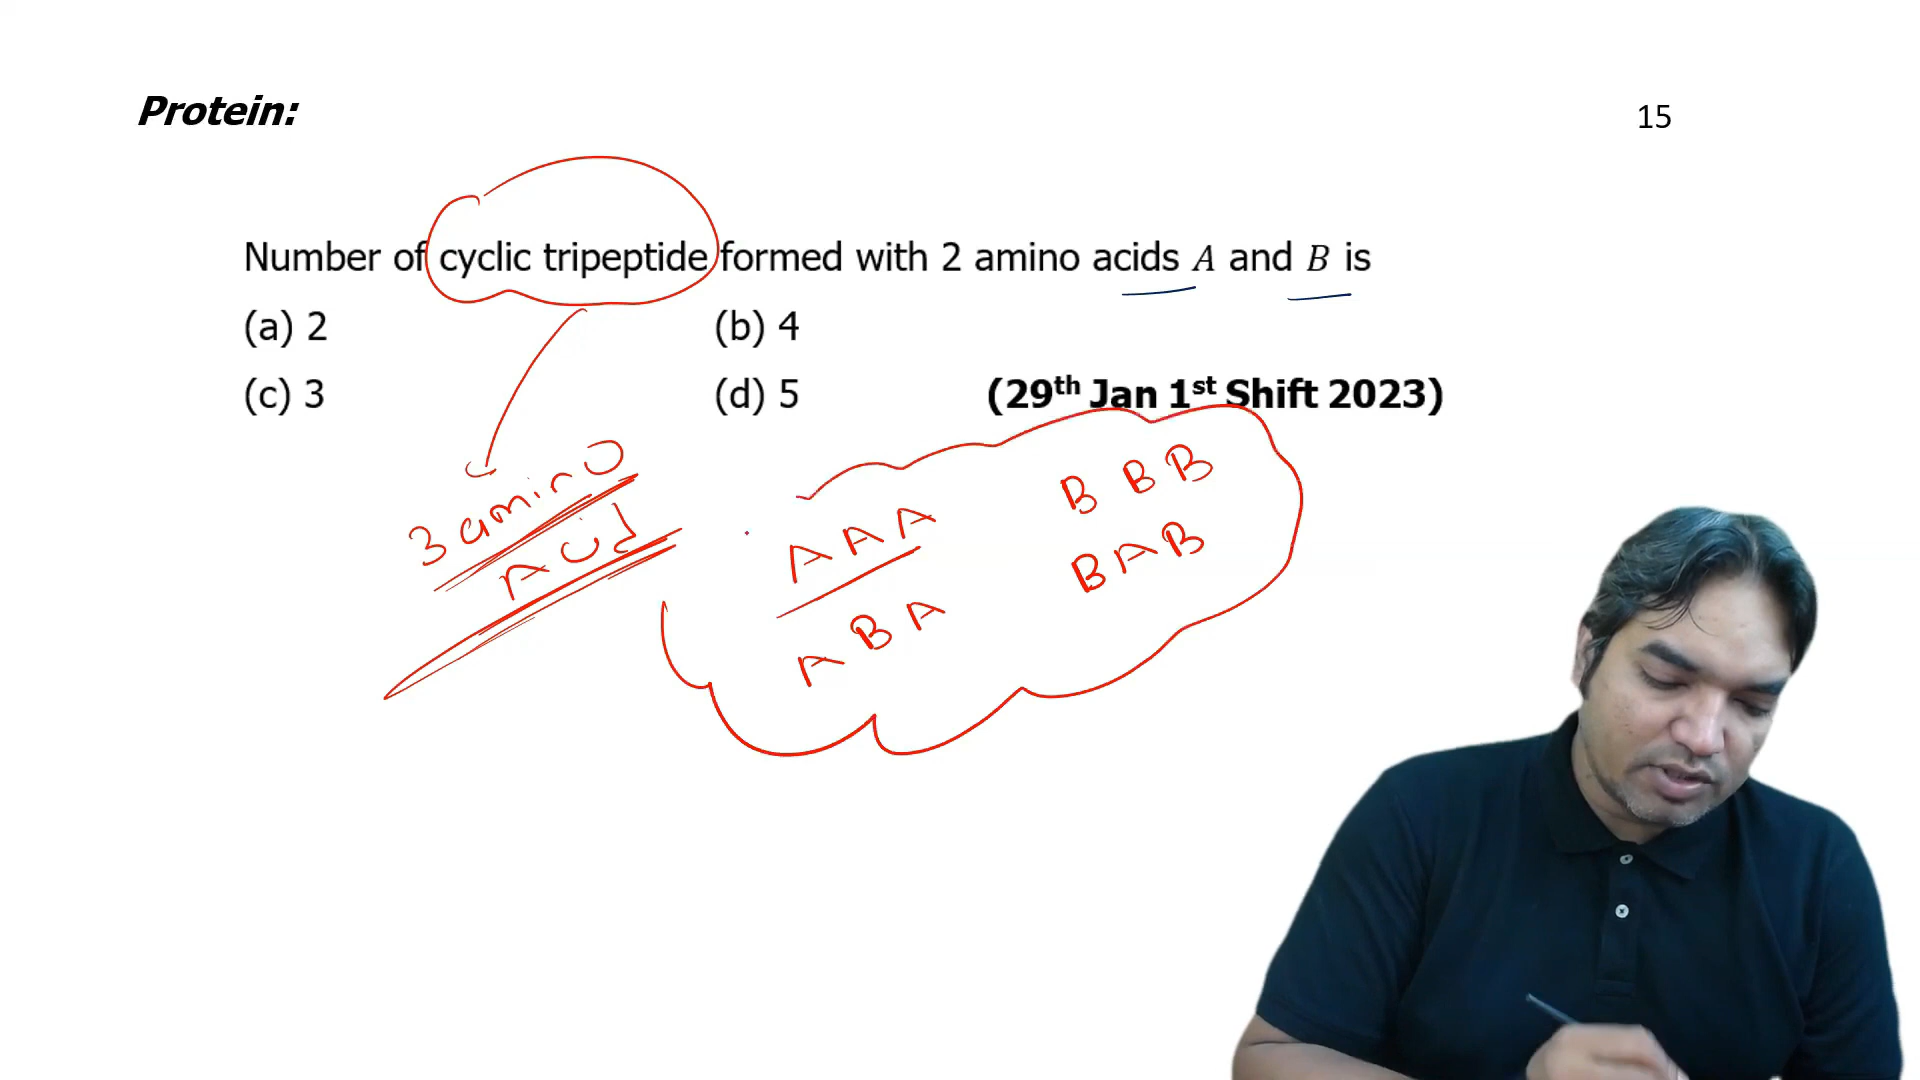 Protein:
15
Number of cyclic tripeptide formed with 2 amino acids A and B is
(a) 2 (b) 4
(c) 3 (d) 5 (29th Jan 1st Shift 2023)
3 amino
Acid
AAA BBB
ABA BAB